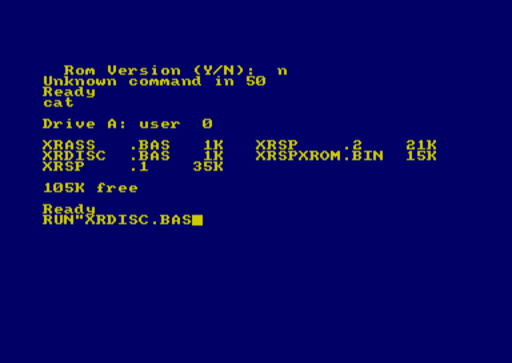 Rom Version (Y/N):  n
Unknown command in 50
Ready
cat
Drive A: user  0
XRASS   .BAS   1K   XRSP    .2    21K
XRDISC  .BAS   1K   XRSPXROM.BIN  15K
XRSP    .1    35K
105K free
Ready
RUN"XRDISC.BAS